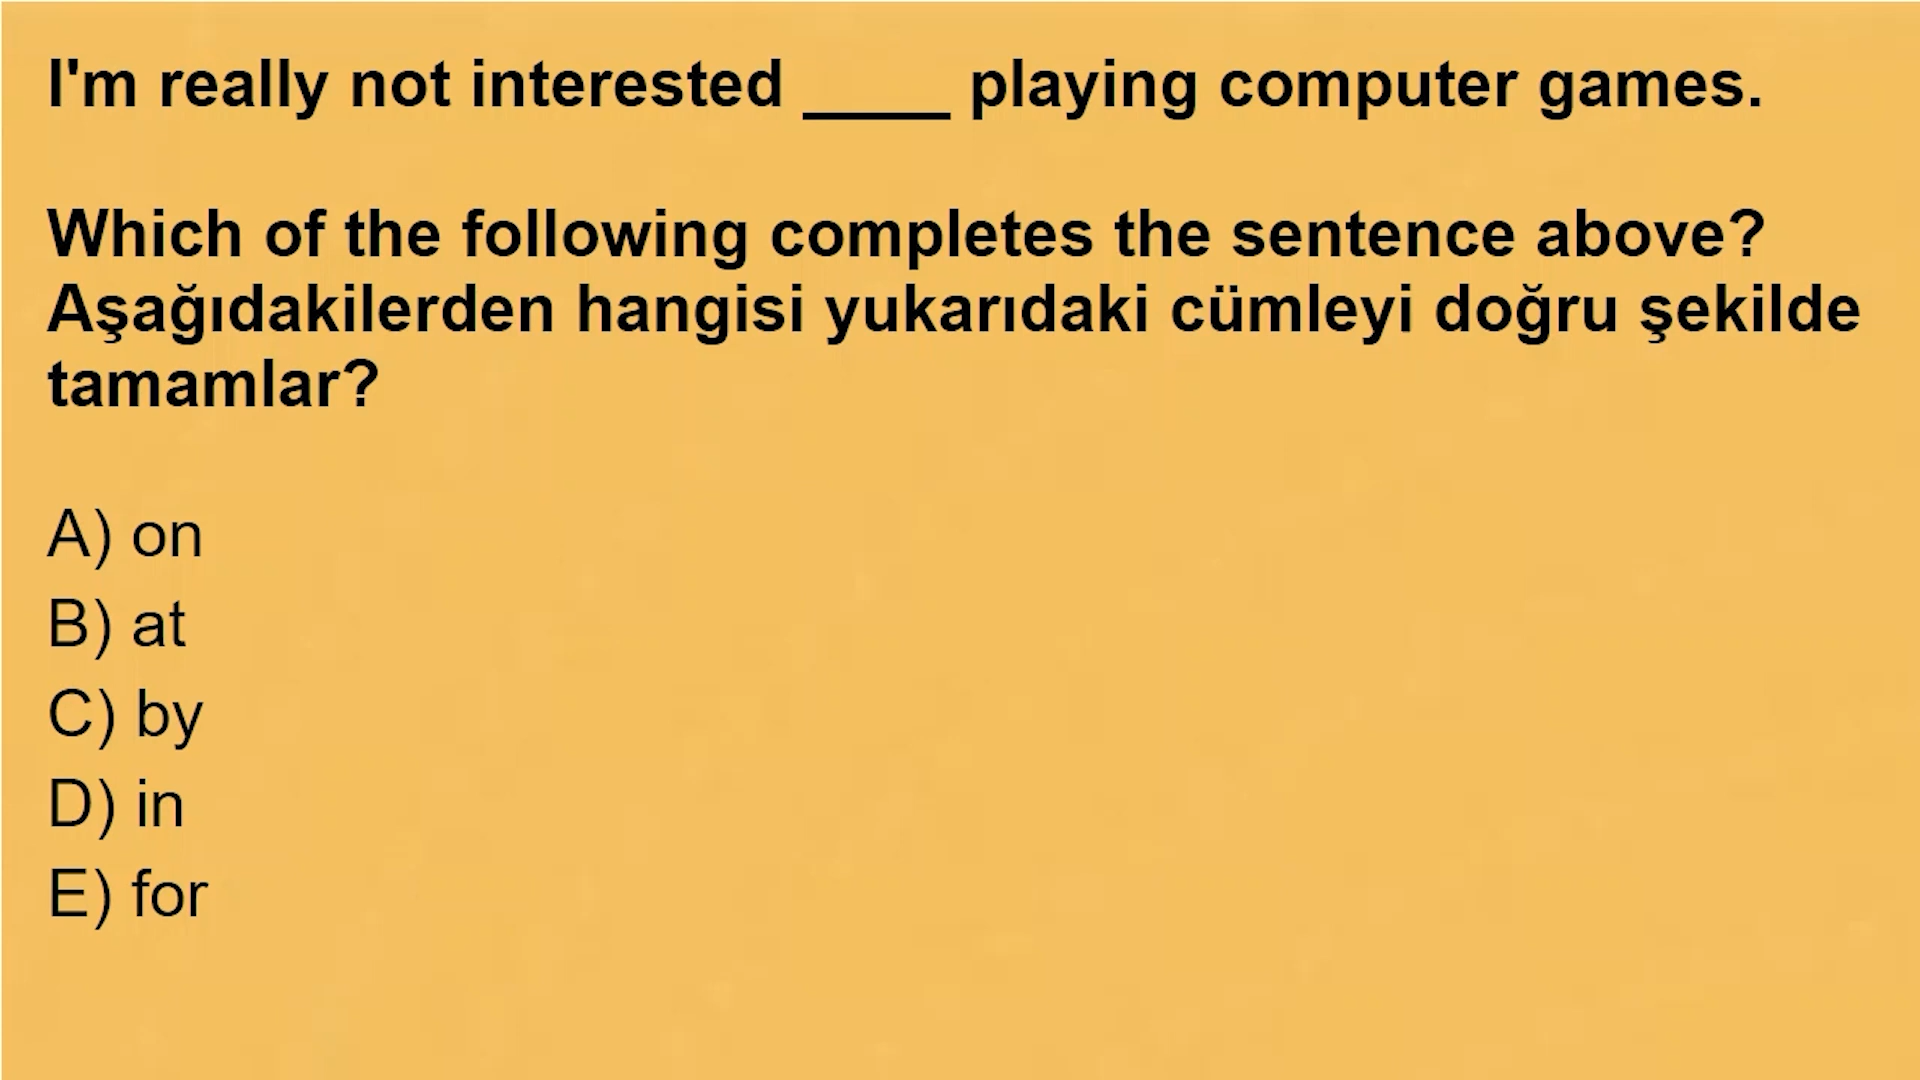 I'm really not interested ____ playing computer games.
Which of the following completes the sentence above?
Aşağıdakilerden hangisi yukarıdaki cümleyi doğru şekilde
tamamlar?
A) on
B) at
C) by
D) in
E) for